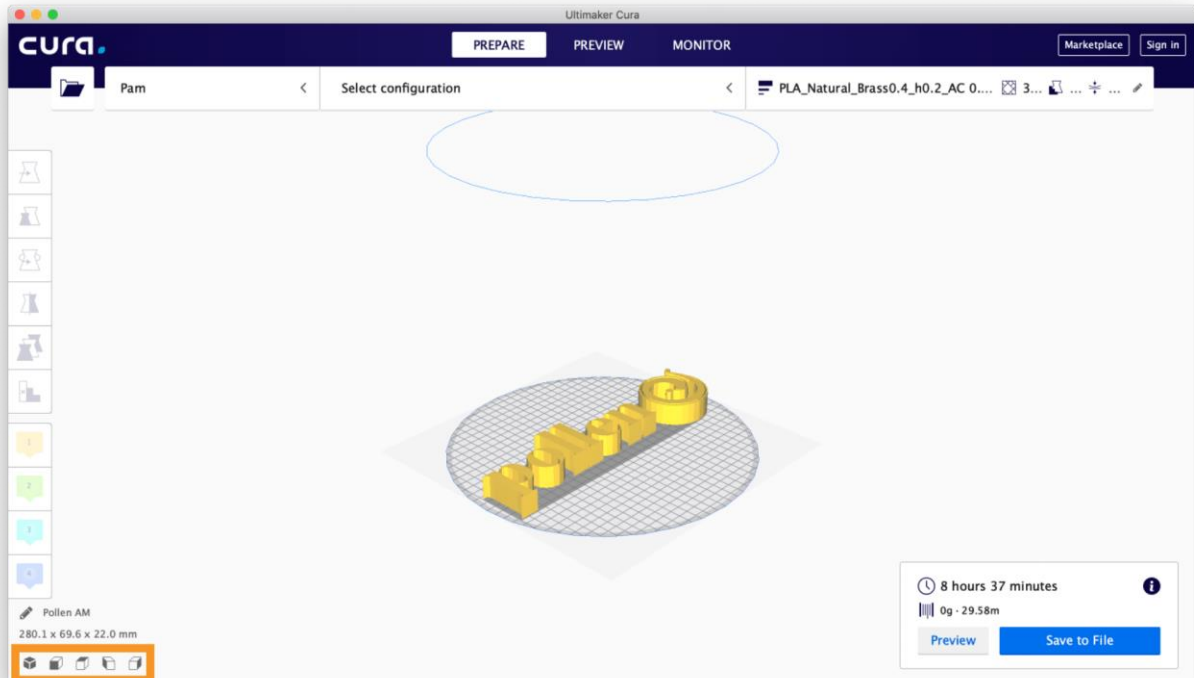 Ultimaker Cura
cura.
PREPARE PREVIEW MONITOR
Marketplace Sign in
Pam
Select configuration
PLA_Natural_Brass0.4_h0.2_AC 0.... 3... ... ...
1
2
3
4
Pollen AM
280.1 x 69.6 x 22.0 mm
8 hours 37 minutes
0g · 29.58m
Preview Save to File
Pollen